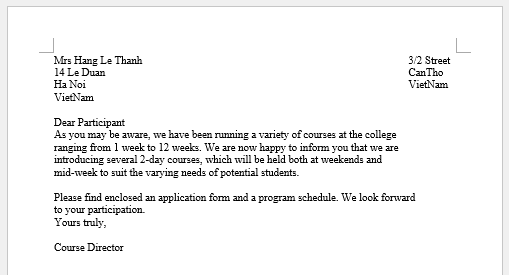 Mrs Hang Le Thanh 3/2 Street
14 Le Duan CanTho
Ha Noi VietNam
VietNam
Dear Participant
As you may be aware, we have been running a variety of courses at the college
ranging from 1 week to 12 weeks. We are now happy to inform you that we are
introducing several 2-day courses, which will be held both at weekends and
mid-week to suit the varying needs of potential students.
Please find enclosed an application form and a program schedule. We look forward
to your participation.
Yours truly,
Course Director